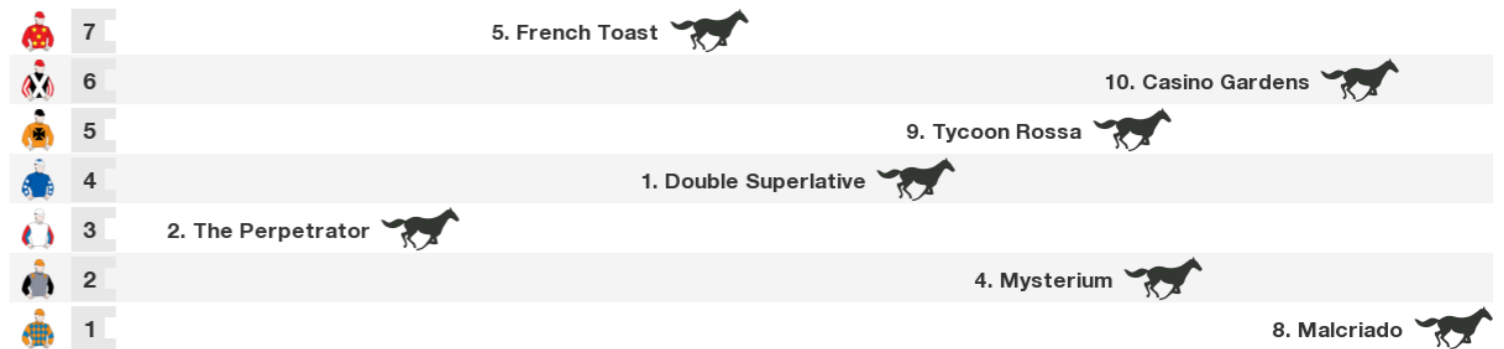 7 5. French Toast
6 10. Casino Gardens
5 9. Tycoon Rossa
4 1. Double Superlative
3 2. The Perpetrator
2 4. Mysterium
1 8. Malcriado